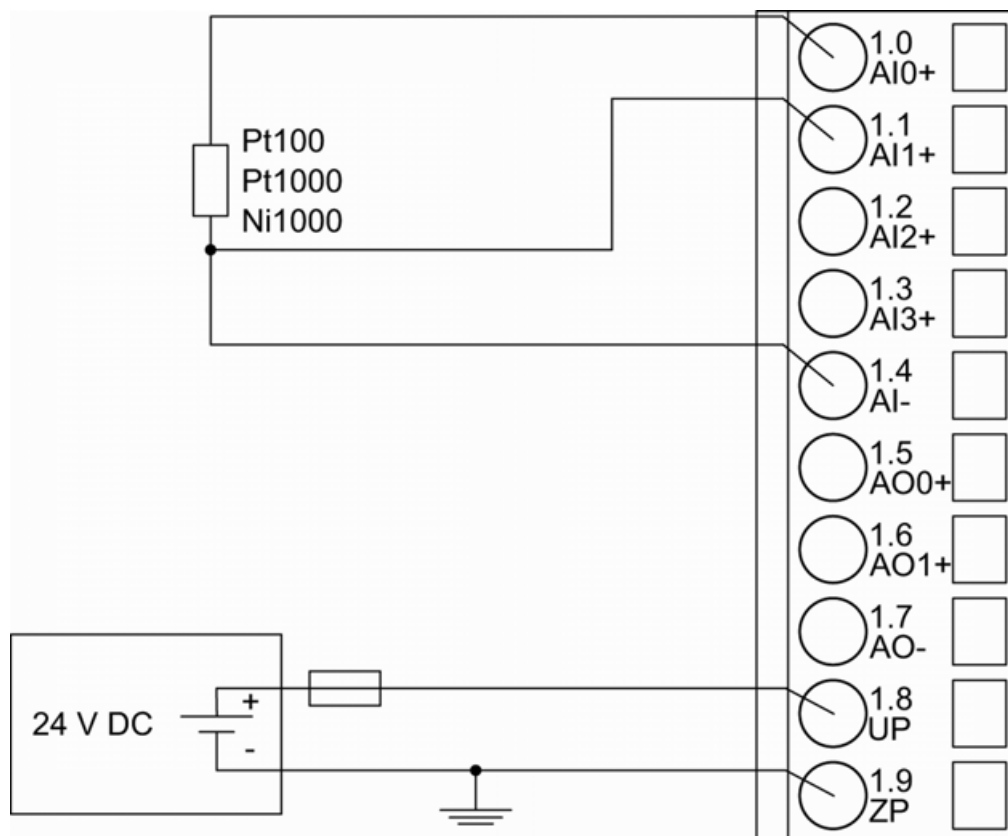 Pt100
Pt1000
Ni1000
1.0
AI0+
1.1
AI1+
1.2
AI2+
1.3
AI3+
1.4
AI-
1.5
AO0+
1.6
AO1+
1.7
AO-
1.8
UP
1.9
ZP
24 V DC
+
-